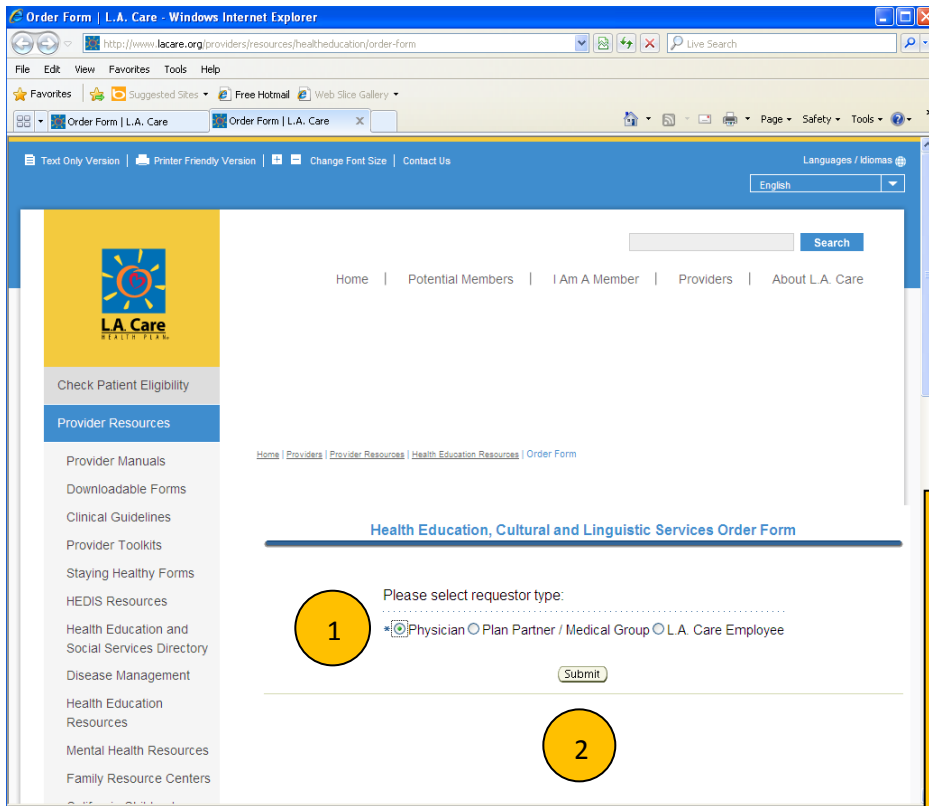 Order Form | L.A. Care - Windows Internet Explorer
http://www.lacare.org/providers/resources/healtheducation/order-form
Live Search
File Edit View Favorites Tools Help
Favorites Suggested Sites Free Hotmail Web Slice Gallery
Order Form | L.A. Care Order Form | L.A. Care X Page Safety Tools
Text Only Version | Printer Friendly Version | Change Font Size | Contact Us
Languages / Idiomas
English
Search
Home | Potential Members | I Am A Member | Providers | About L.A. Care
L.A. Care
HEALTH PLAN®
Check Patient Eligibility
Provider Resources
Provider Manuals
Downloadable Forms
Clinical Guidelines
Provider Toolkits
Staying Healthy Forms
HEDIS Resources
Health Education and
Social Services Directory
Disease Management
Health Education
Resources
Mental Health Resources
Family Resource Centers
Home | Providers | Provider Resources | Health Education Resources | Order Form
Health Education, Cultural and Linguistic Services Order Form
Please select requestor type:
1
* Physician Plan Partner / Medical Group L.A. Care Employee
Submit
2